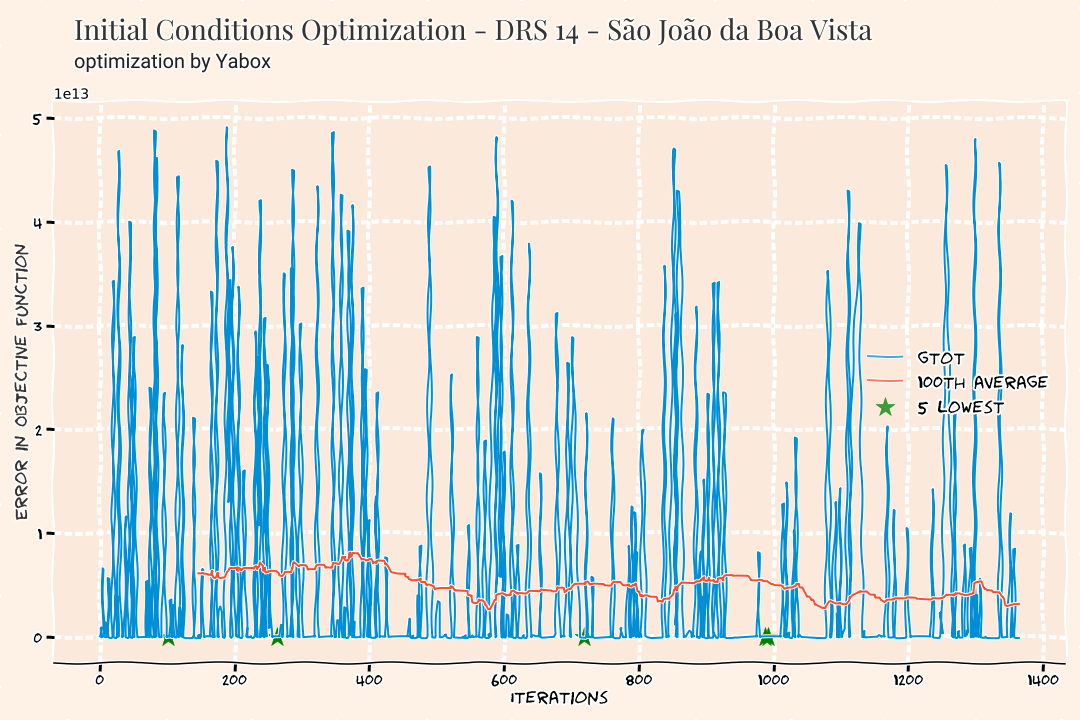 Initial Conditions Optimization - DRS 14 - São João da Boa Vista
optimization by Yabox
1e13
5
4
3
2
1
0
ERROR IN OBJECTIVE FUNCTION
GTOT
100TH AVERAGE
5 LOWEST
0 200 400 600 800 1000 1200 1400
ITERATIONS